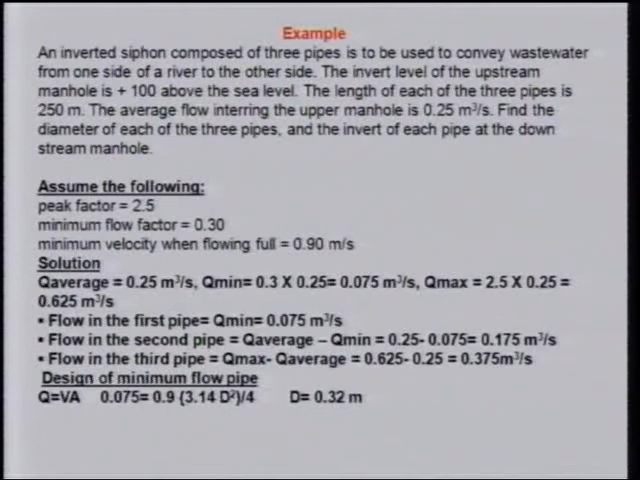 Example
An inverted siphon composed of three pipes is to be used to convey wastewater
from one side of a river to the other side. The invert level of the upstream
manhole is + 100 above the sea level. The length of each of the three pipes is
250 m. The average flow interring the upper manhole is 0.25 m³/s. Find the
diameter of each of the three pipes, and the invert of each pipe at the down
stream manhole.
Assume the following:
peak factor = 2.5
minimum flow factor = 0.30
minimum velocity when flowing full = 0.90 m/s
Solution
Qaverage = 0.25 m³/s, Qmin= 0.3 X 0.25= 0.075 m³/s, Qmax = 2.5 X 0.25 =
0.625 m³/s
• Flow in the first pipe= Qmin= 0.075 m³/s
• Flow in the second pipe = Qaverage – Qmin = 0.25- 0.075= 0.175 m³/s
• Flow in the third pipe = Qmax- Qaverage = 0.625- 0.25 = 0.375m³/s
Design of minimum flow pipe
Q=VA 0.075= 0.9 (3.14 D²)/4 D= 0.32 m